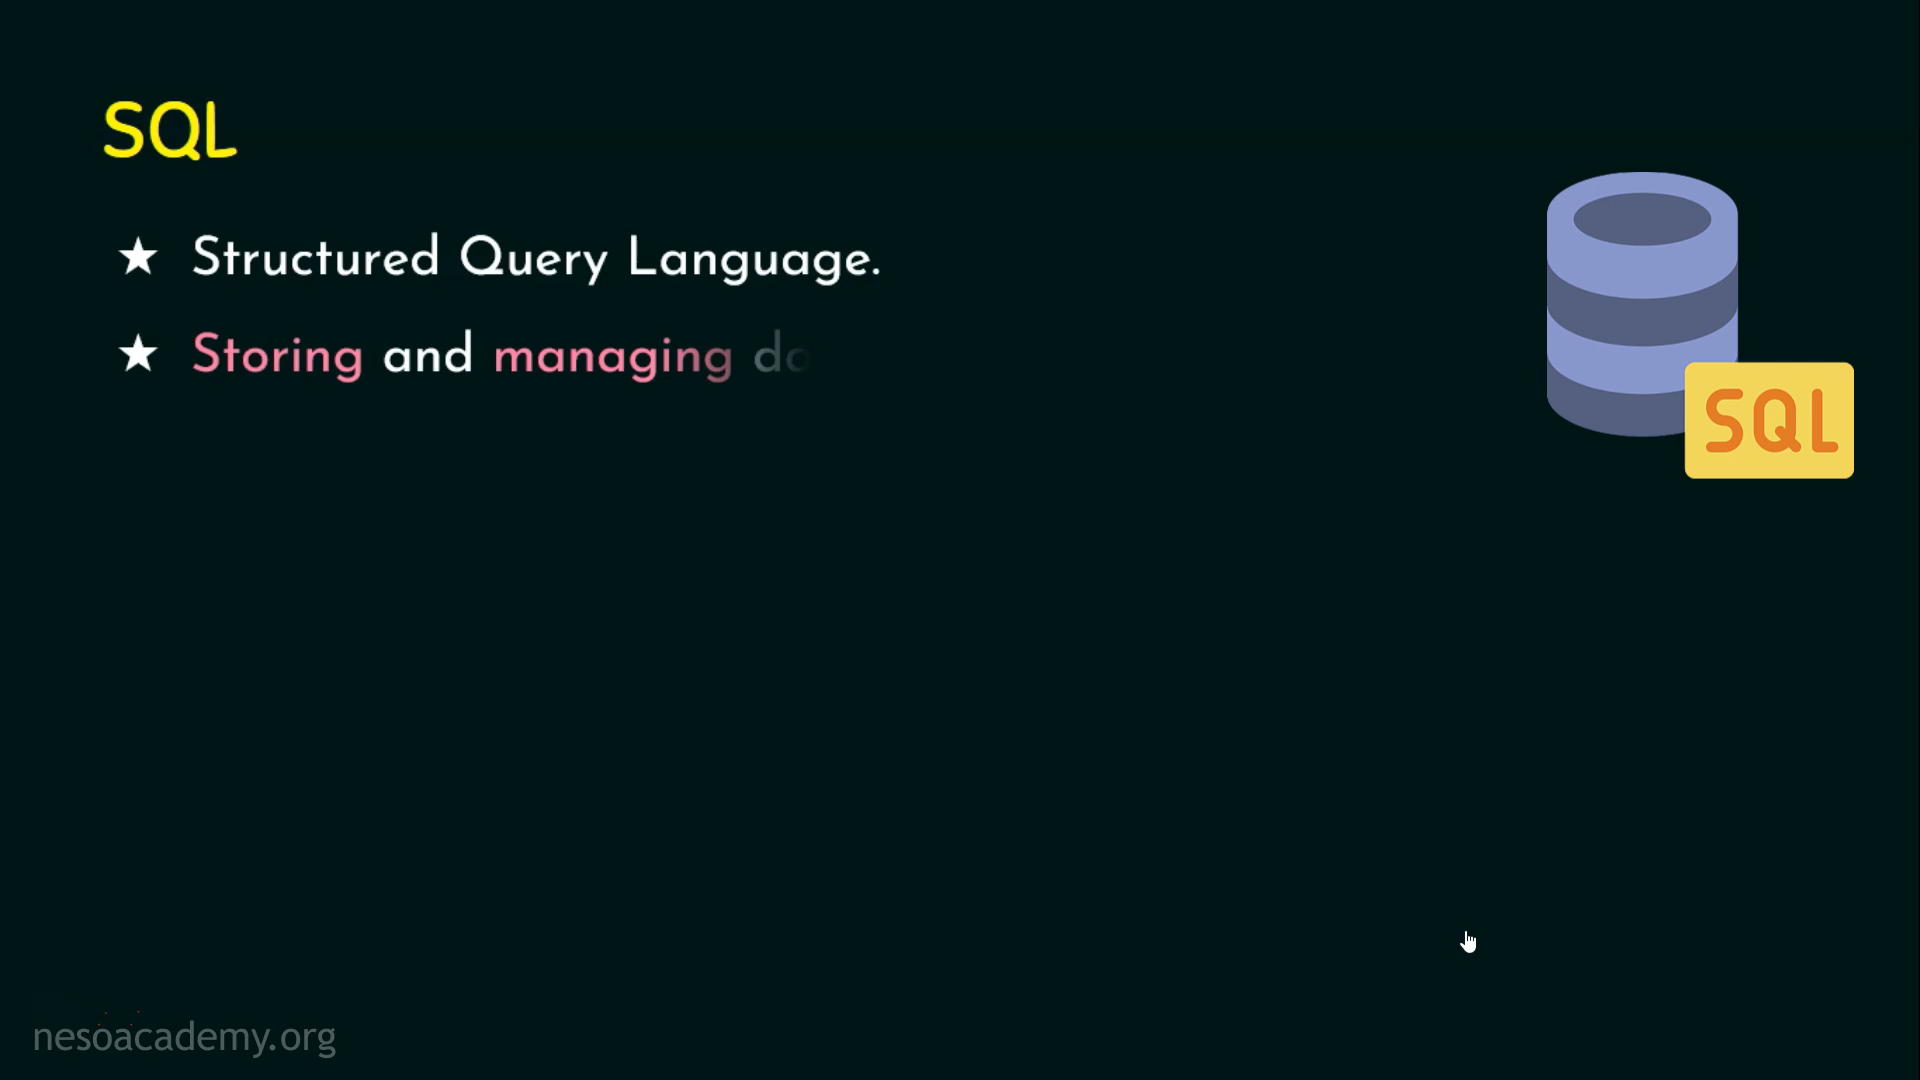 SQL
★ Structured Query Language.
★ Storing and managing
SQL
nesoacademy.org